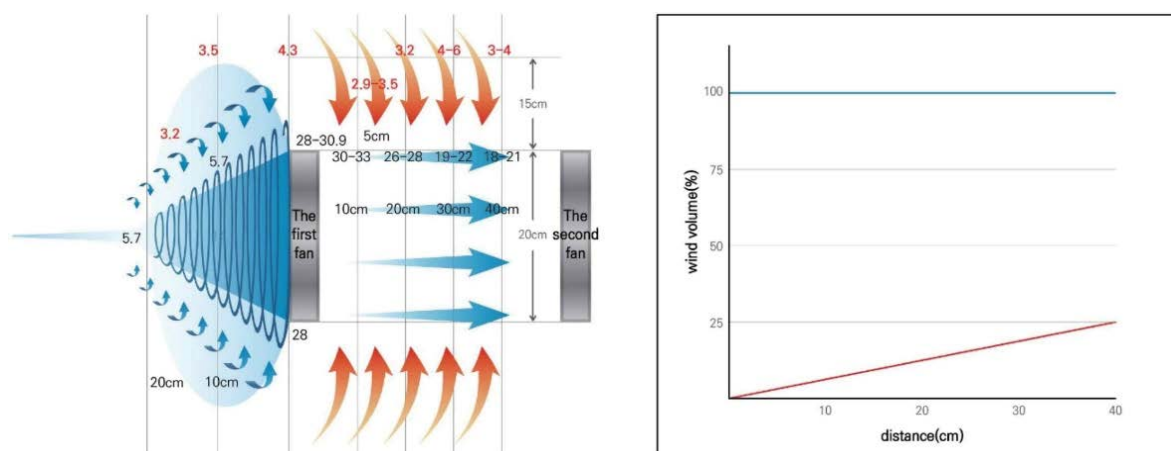 3.5
4.3
3.2
4-6
3-4
2.9-3.5
15cm
3.2
28-30.9
5cm
5.7
30-33
26-28
19-22
18-21
The
first
fan
10cm
20cm
30cm
40cm
20cm
The
second
fan
5.7
28
20cm
10cm
wind volume(%)
100
75
50
25
10
20
30
40
distance(cm)